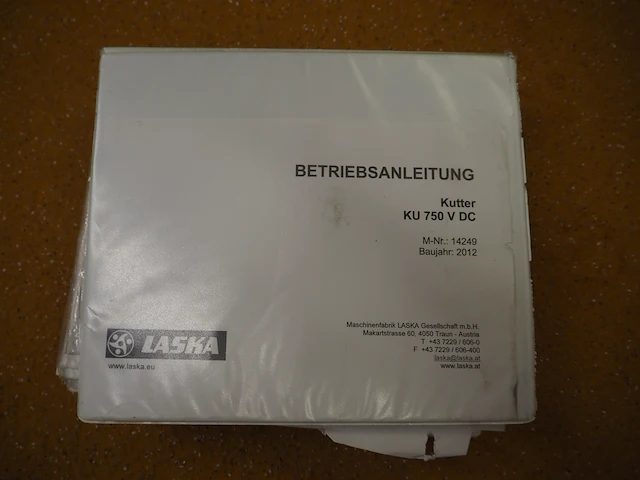 BETRIEBSANLEITUNG
Kutter
KU 750 V DC
M-Nr.: 14249
Baujahr: 2012
Maschinenfabrik LASKA Gesellschaft m.b.H.
Makartstrasse 60, 4050 Traun - Austria
T +43 7229 / 606-0
F +43 7229 / 606-400
laska@laska.at
www.laska.at
LASKA
www.laska.eu